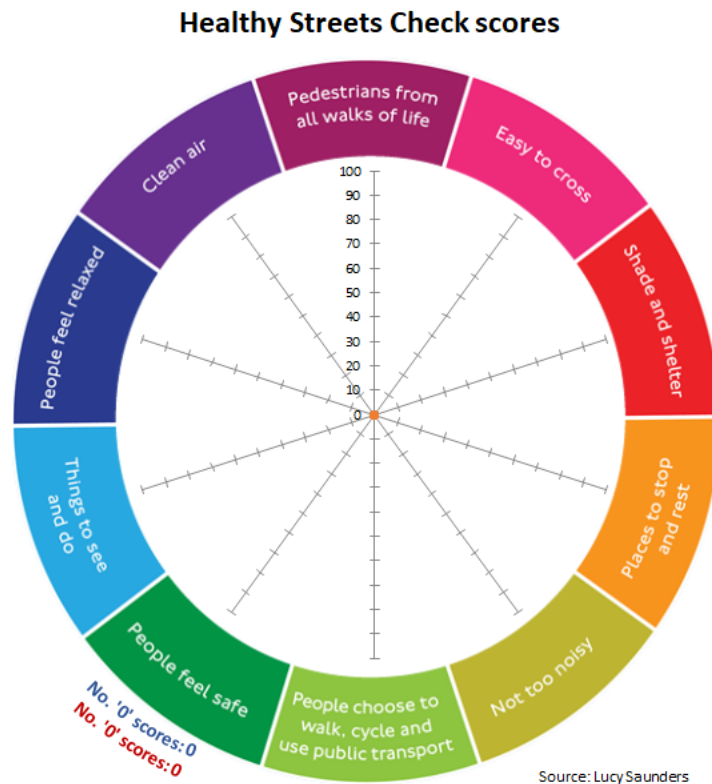 Healthy Streets Check scores
Pedestrians from
all walks of life
Easy to cross
Shade and shelter
Places to stop
and rest
Not too noisy
People choose to
walk, cycle and
use public transport
People feel safe
Things to see
and do
People feel relaxed
Clean air
100
90
80
70
60
50
40
30
20
10
0
No. '0' scores:0
No. '0' scores:0
Source: Lucy Saunders